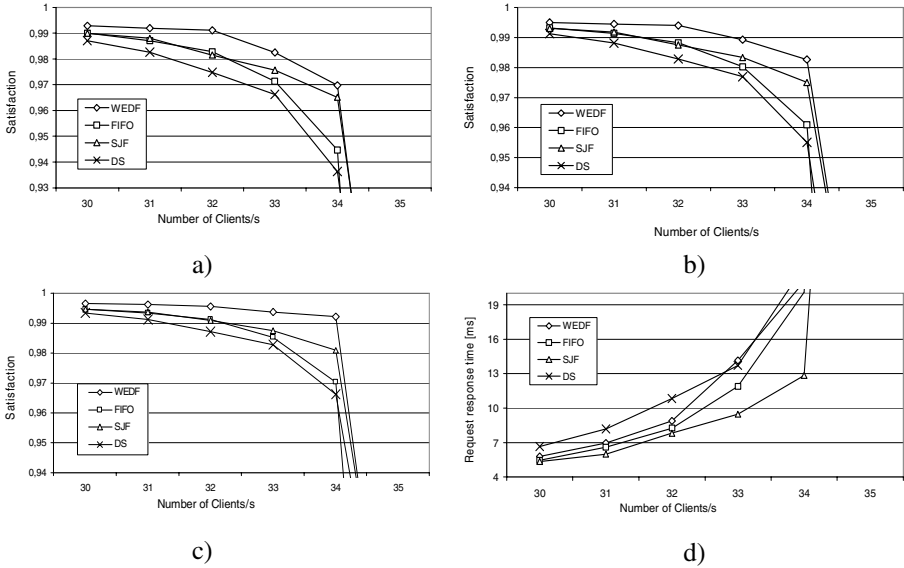 1
0,99
0,98
0,97
0,96
0,95
0,94
0,93
Satisfaction
WEDF
FIFO
SJF
DS
30 31 32 33 34 35
Number of Clients/s
a)
1
0,99
0,98
0,97
0,96
0,95
0,94
Satisfaction
WEDF
FIFO
SJF
DS
30 31 32 33 34 35
Number of Clients/s
b)
1
0,99
0,98
0,97
0,96
0,95
0,94
Satisfaction
WEDF
FIFO
SJF
DS
30 31 32 33 34 35
Number of Clients/s
c)
19
16
13
10
7
4
Request response time [ms]
WEDF
FIFO
SJF
DS
30 31 32 33 34 35
Number of Clients/s
d)